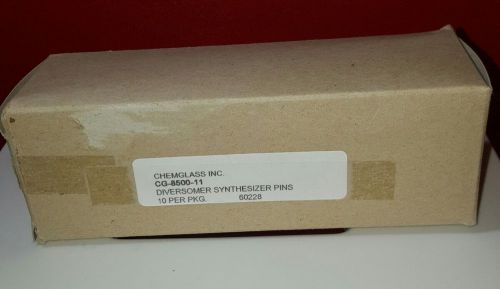 CHEMGLASS INC.
CG-8500-11
DIVERSOMER SYNTHESIZER PINS
10 PER PKG. 60228